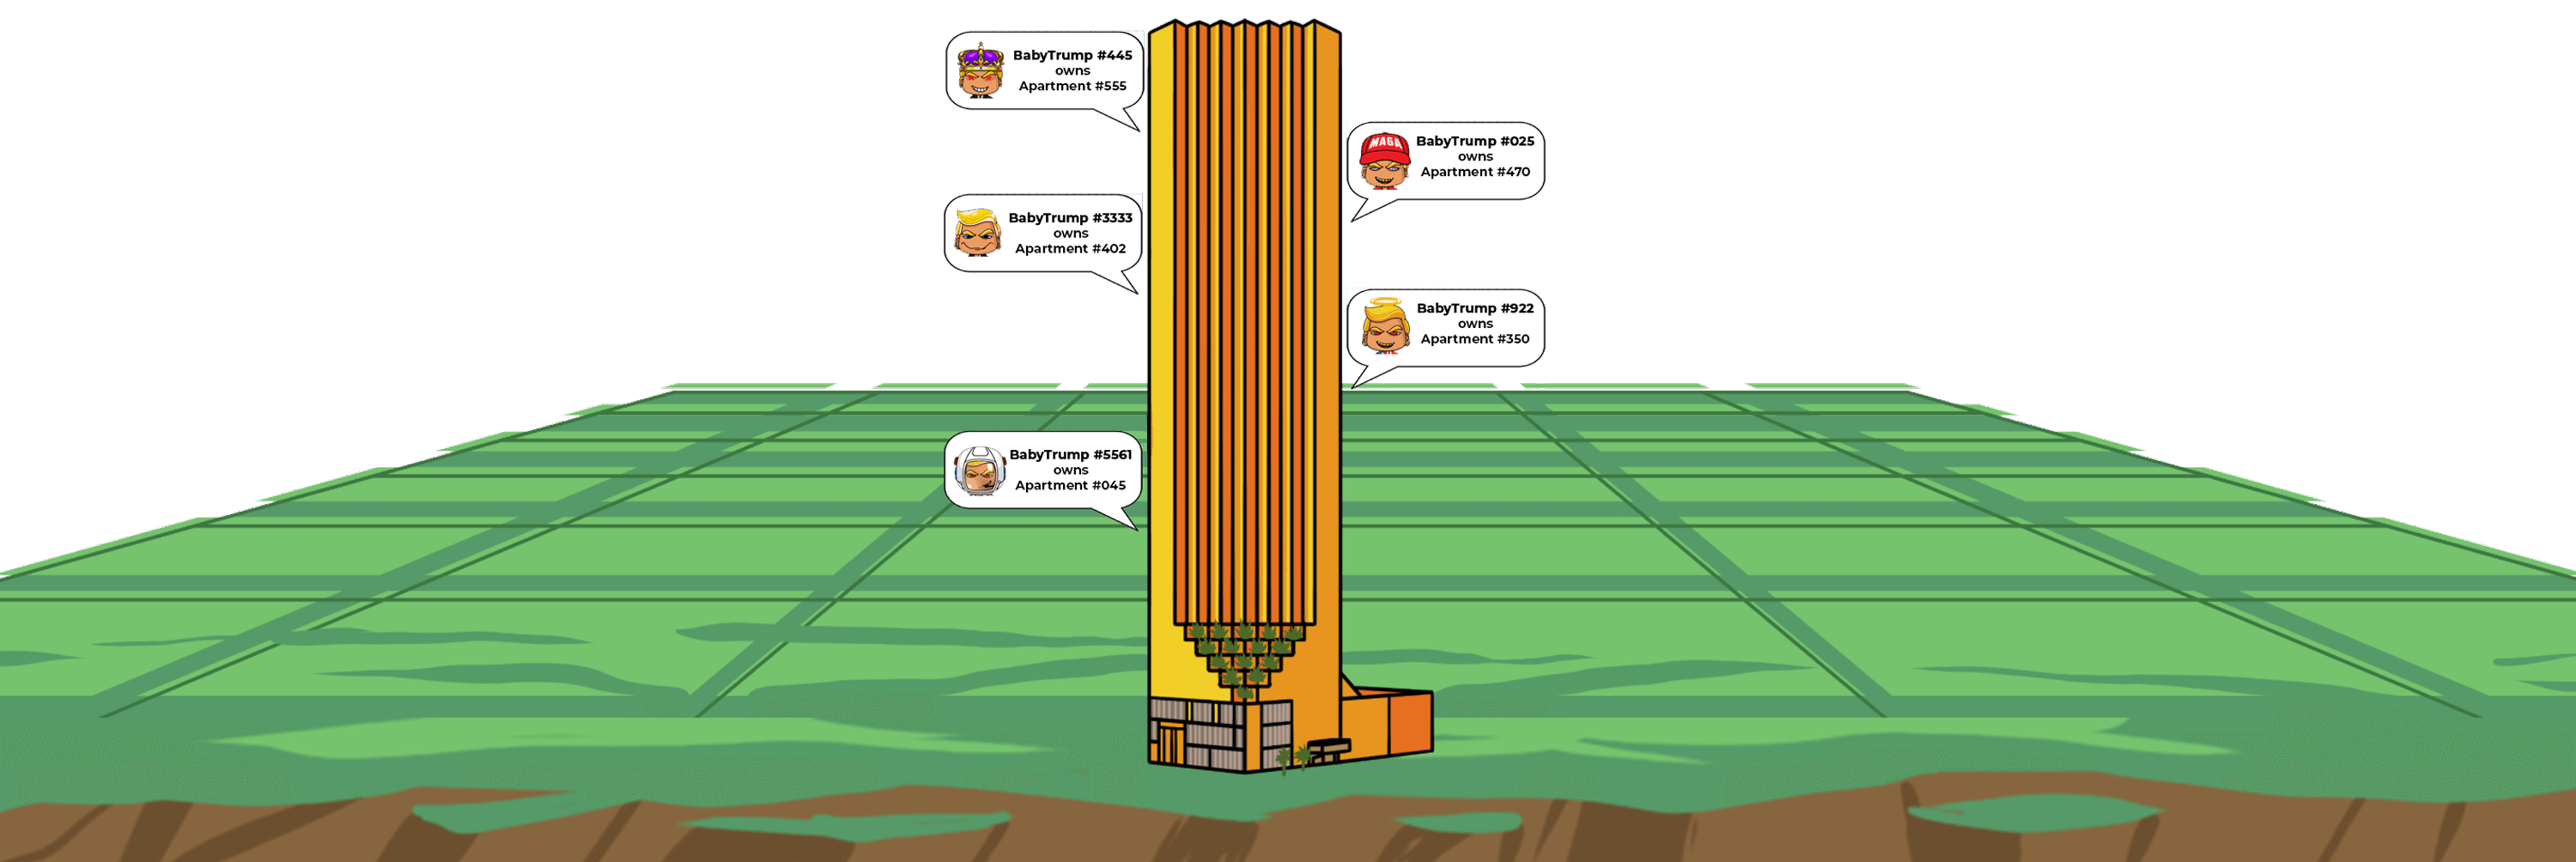 BabyTrump #445
owns
Apartment #555
MAGA
BabyTrump #025
owns
Apartment #470
BabyTrump #3333
owns
Apartment #402
BabyTrump #922
owns
Apartment #350
BabyTrump #5561
owns
Apartment #045